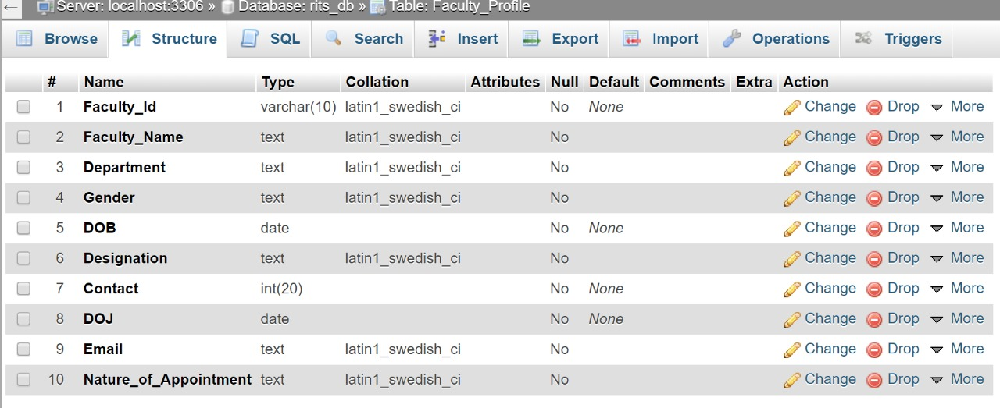 ← Server: localhost:3306 » Database: rits_db » Table: Faculty_Profile
Browse Structure SQL Search Insert Export Import Operations Triggers
# Name Type Collation Attributes Null Default Comments Extra Action
1 Faculty_Id varchar(10) latin1_swedish_ci No None Change Drop More
2 Faculty_Name text latin1_swedish_ci No Change Drop More
3 Department text latin1_swedish_ci No Change Drop More
4 Gender text latin1_swedish_ci No Change Drop More
5 DOB date No None Change Drop More
6 Designation text latin1_swedish_ci No Change Drop More
7 Contact int(20) No None Change Drop More
8 DOJ date No None Change Drop More
9 Email text latin1_swedish_ci No Change Drop More
10 Nature_of_Appointment text latin1_swedish_ci No Change Drop More